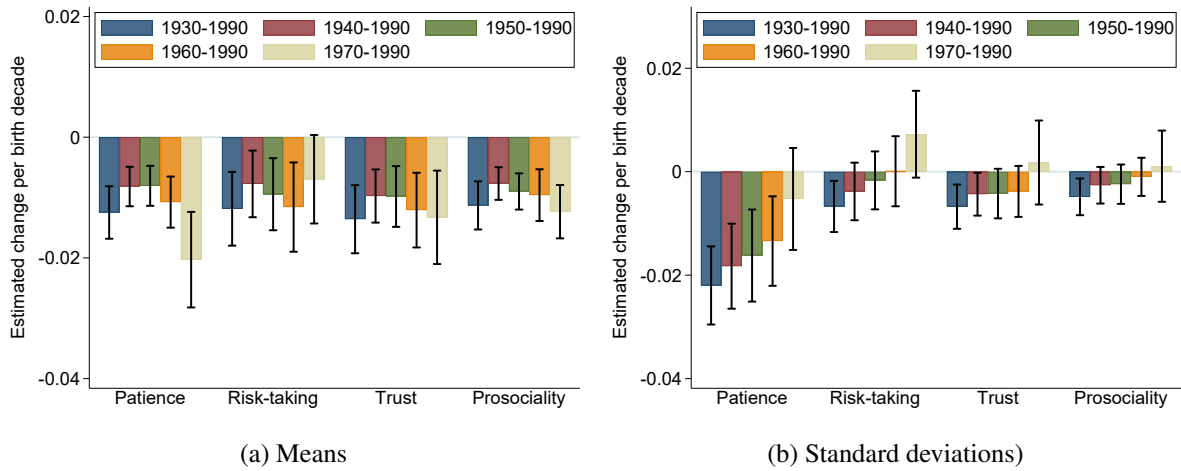 0.02
1930-1990 1940-1990 1950-1990
1960-1990 1970-1990
0
-0.02
-0.04
Estimated change per birth decade
Patience Risk-taking Trust Prosociality
(a) Means
0.02
1930-1990 1940-1990 1950-1990
1960-1990 1970-1990
0
-0.02
-0.04
Estimated change per birth decade
Patience Risk-taking Trust Prosociality
(b) Standard deviations)